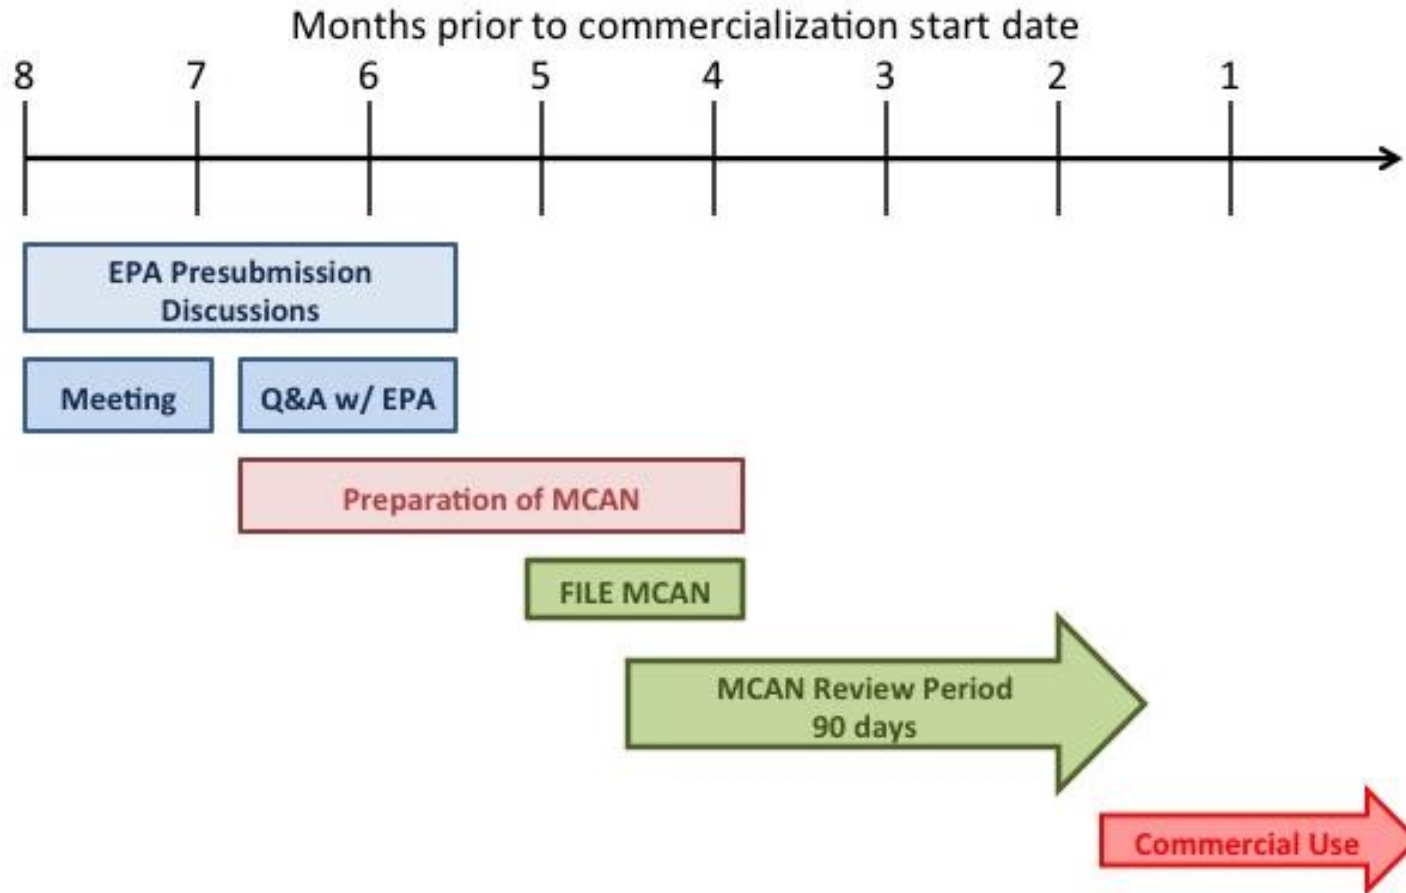 Months prior to commercialization start date
8 7 6 5 4 3 2 1
EPA Presubmission
Discussions
Meeting Q&A w/ EPA
Preparation of MCAN
FILE MCAN
MCAN Review Period
90 days
Commercial Use